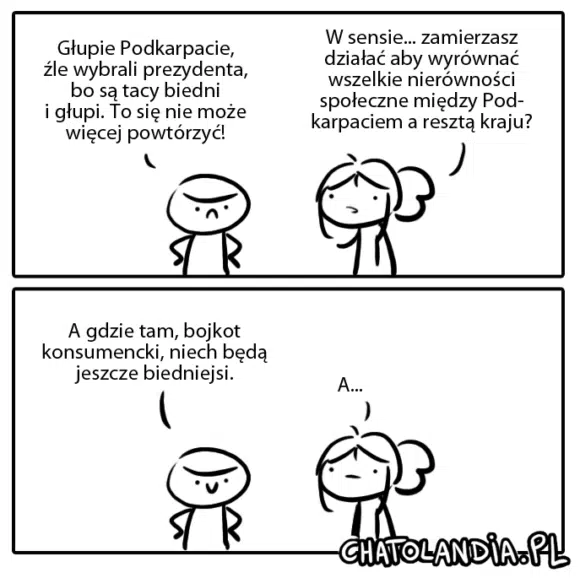 Głupie Podkarpacie,
źle wybrali prezydenta,
bo są tacy biedni
i głupi. To się nie może
więcej powtórzyć!
W sensie... zamierzasz
działać aby wyrównać
wszelkie nierówności
społeczne między Pod-
karpaciem a resztą kraju?
A gdzie tam, bojkot
konsumencki, niech będą
jeszcze biedniejsi.
A...
CHATOLANDIA.PL